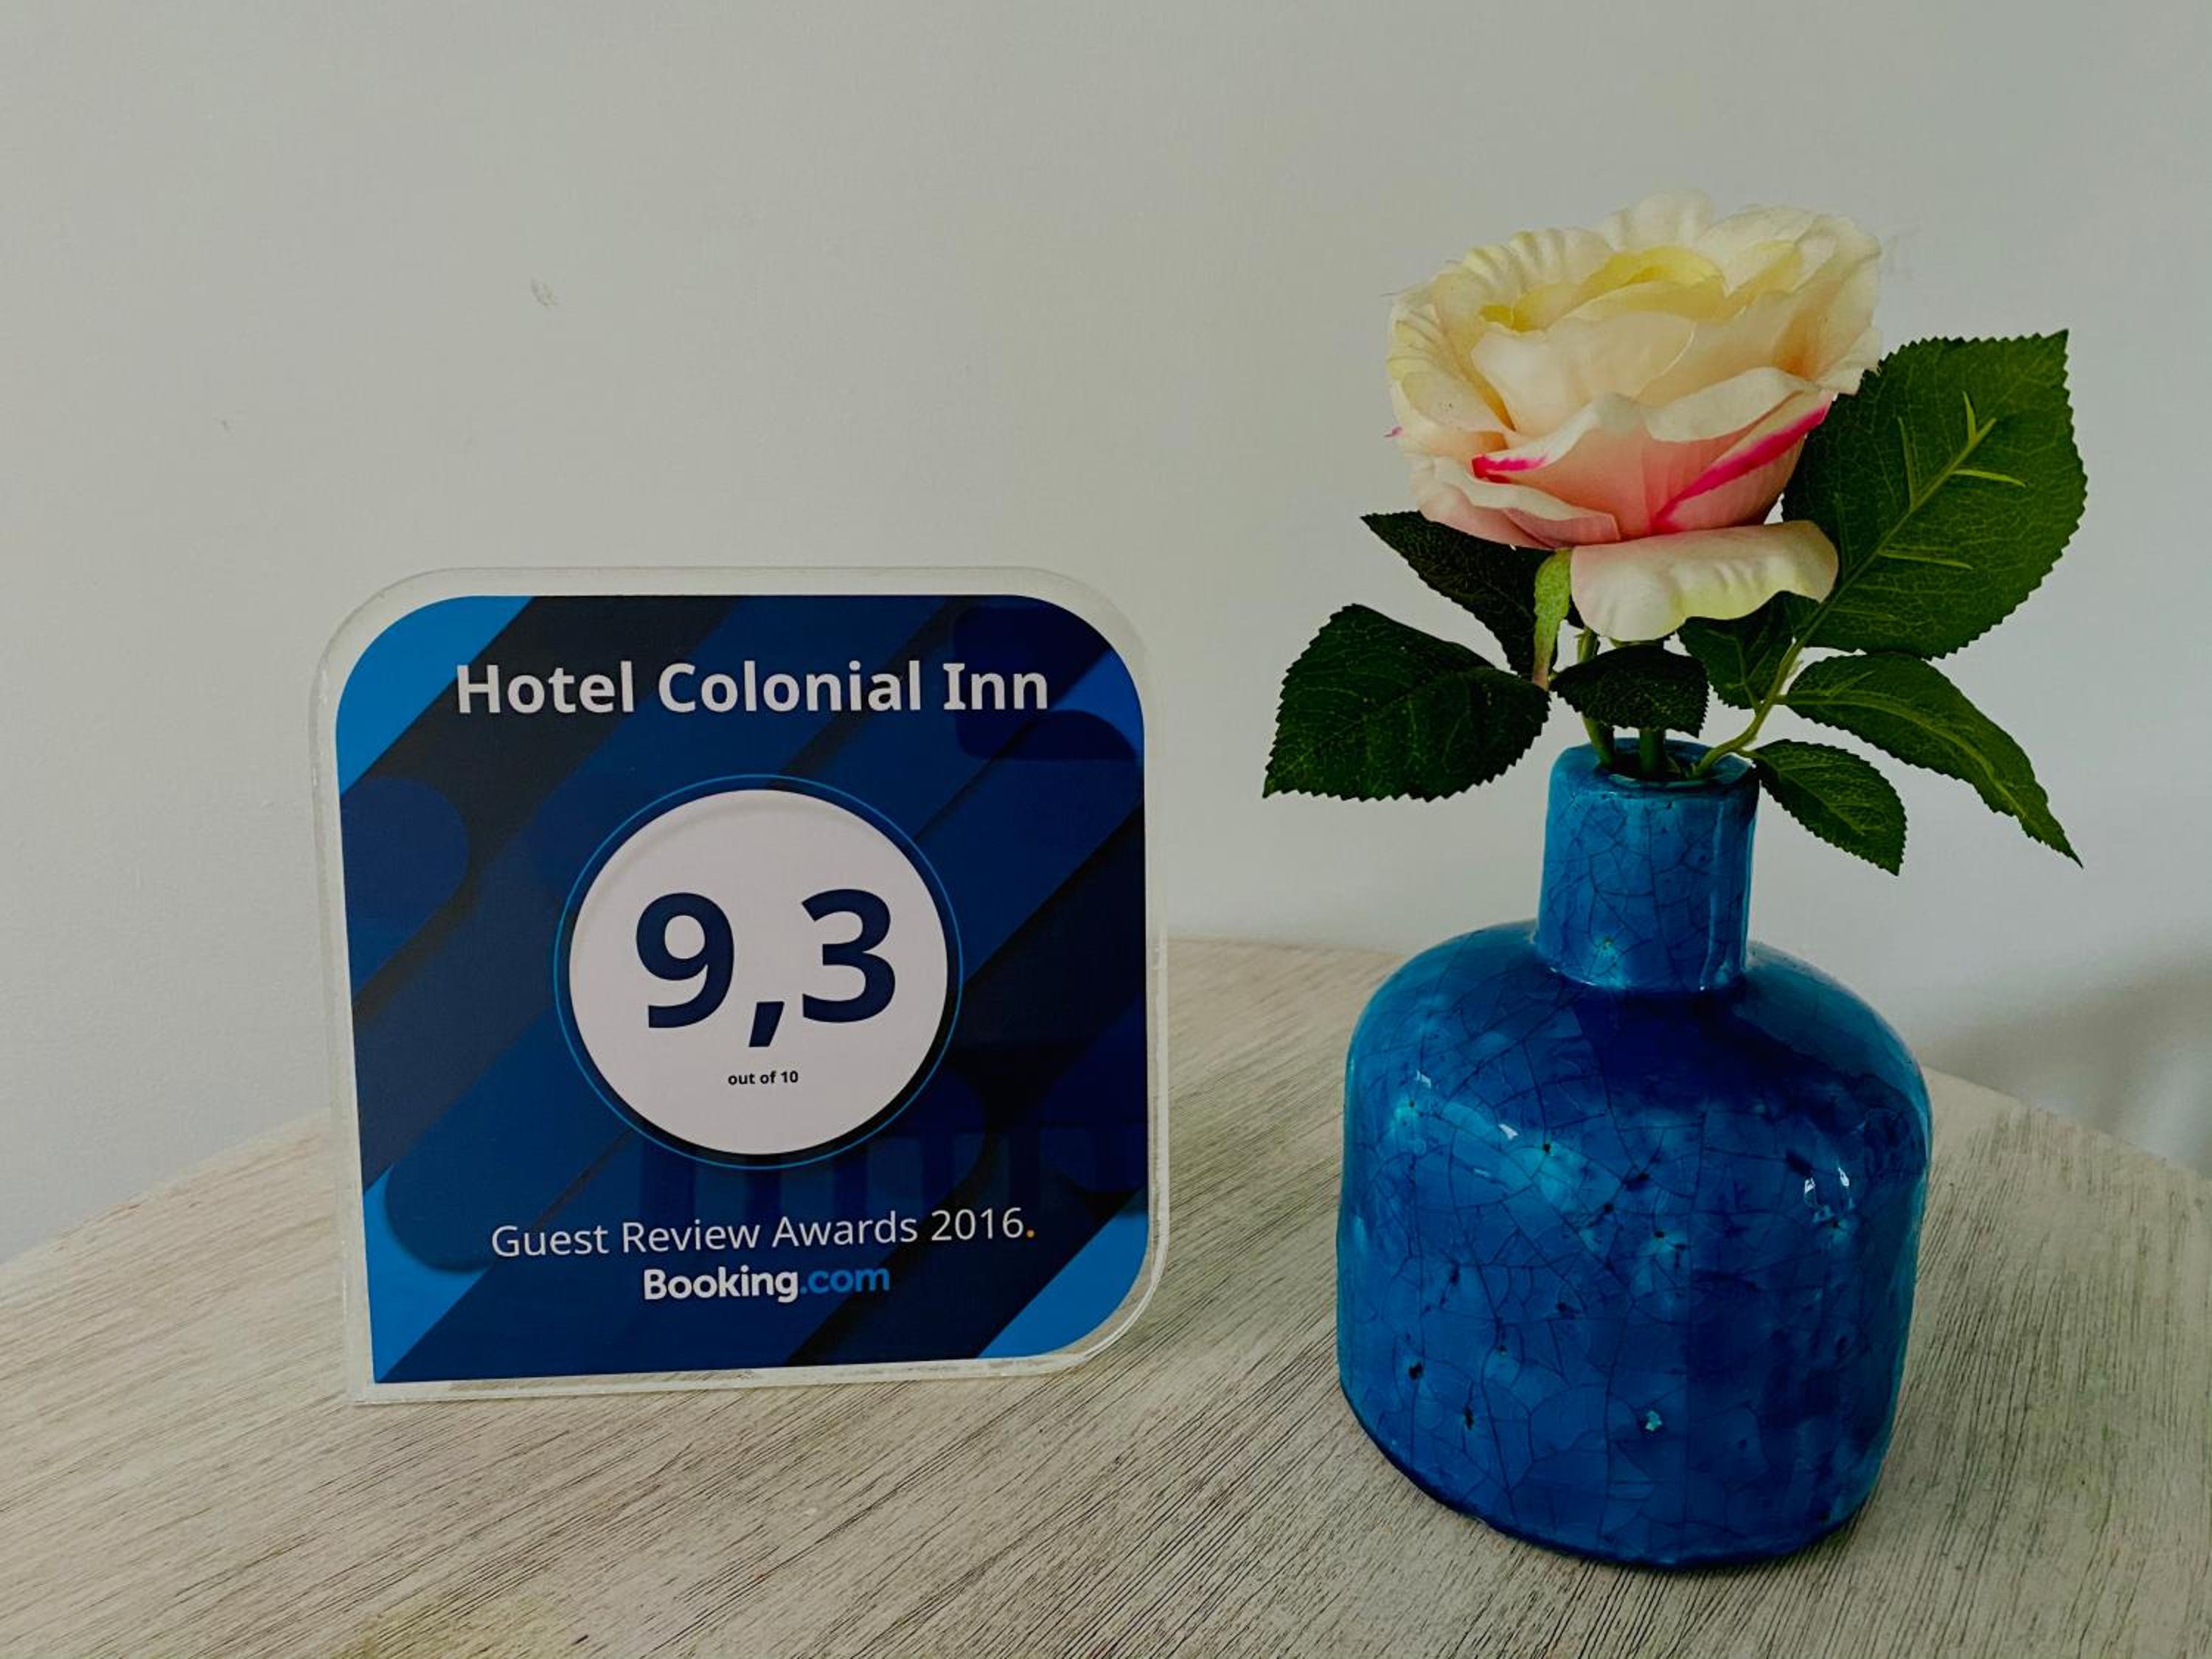 Hotel Colonial Inn
9,3
out of 10
Guest Review Awards 2016.
Booking.com